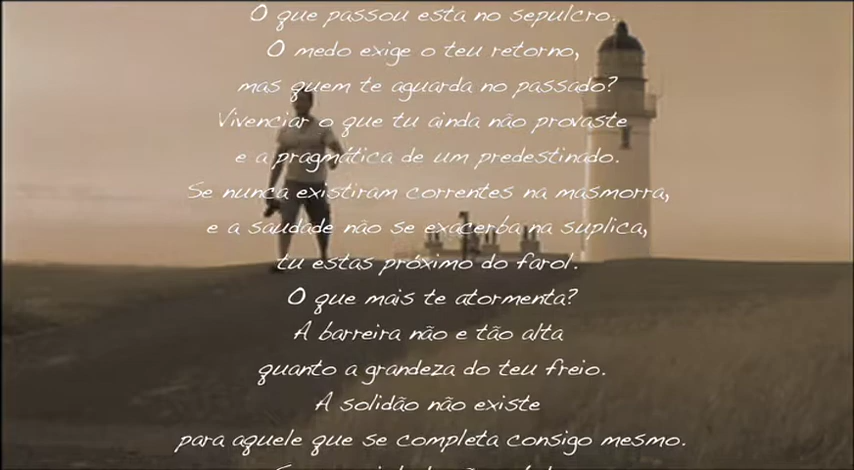 O que passou esta no sepulcro.
O medo exige o teu retorno,
mas quem te aguarda no passado?
Vivenciar o que tu ainda não provaste
e a pragmática de um predestinado.
Se nunca existiram correntes na masmorra,
e a saudade não se exacerba na suplica,
tu estas próximo do farol.
O que mais te atormenta?
A barreira não e tão alta
quanto a grandeza do teu freio.
A solidão não existe
para aquele que se completa consigo mesmo.